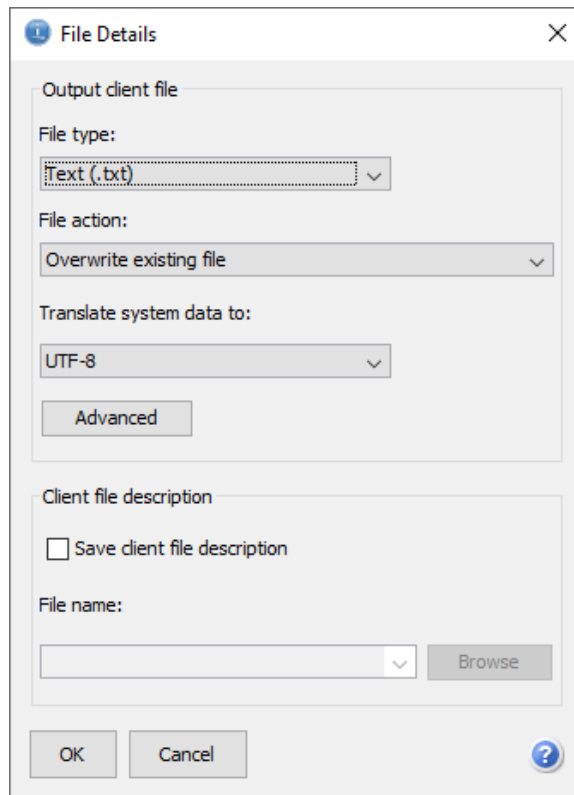 File Details
Output client file
File type:
Text (.txt)
File action:
Overwrite existing file
Translate system data to:
UTF-8
Advanced
Client file description
Save client file description
File name:
Browse
OK
Cancel
?